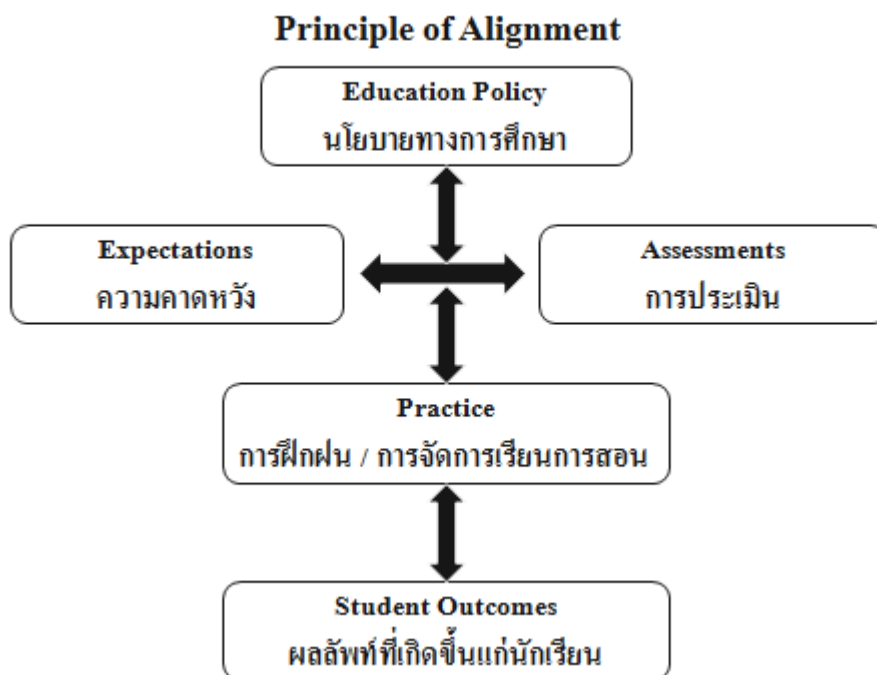 Principle of Alignment
Education Policy
นโยบายทางการศึกษา
Expectations
ความคาดหวัง
Assessments
การประเมิน
Practice
การฝึกฝน / การจัดการเรียนการสอน
Student Outcomes
ผลลัพท์ที่เกิดขึ้นแก่นักเรียน